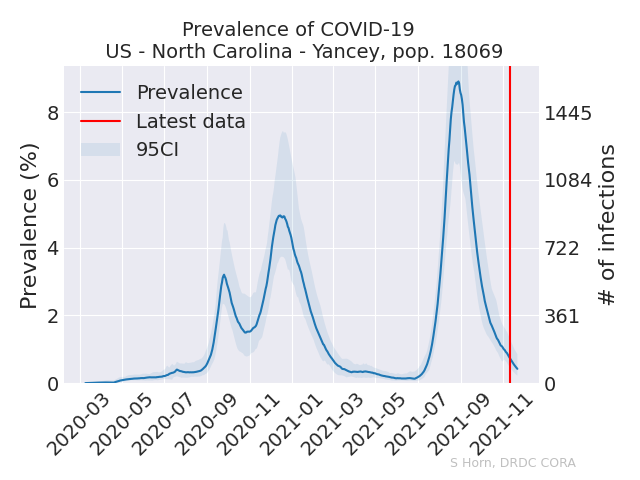 Prevalence of COVID-19
US - North Carolina - Yancey, pop. 18069
Prevalence (%)
8
6
4
2
0
Prevalence
Latest data
95CI
1445
1084
722
361
0
# of infections
2020-03
2020-05
2020-07
2020-09
2020-11
2021-01
2021-03
2021-05
2021-07
2021-09
2021-11
S Horn, DRDC CORA